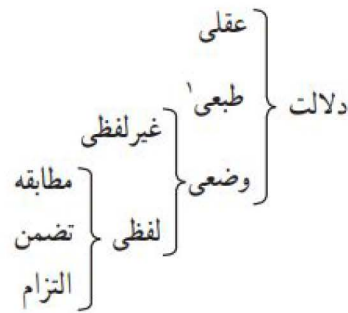 دلالت
عقلی
طبعی۱
وضعی
غیرلفظی
لفظی
مطابقه
تضمن
التزام